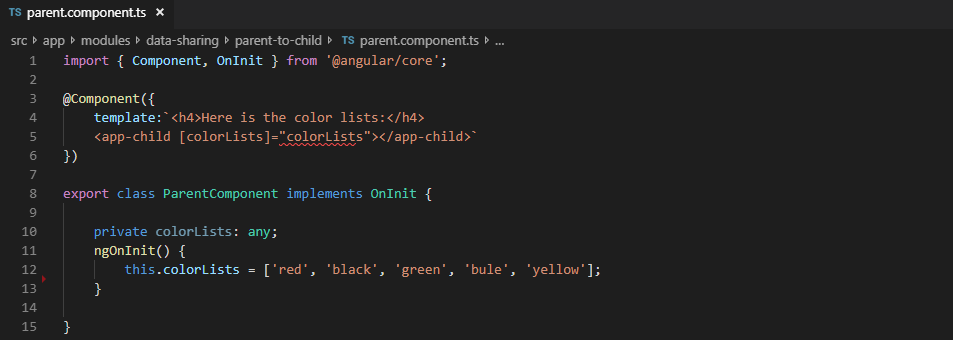 TS parent.component.ts ×
src app modules data-sharing parent-to-child TS parent.component.ts ...
1 import { Component, OnInit } from '@angular/core';
2
3 @Component({
4 template:`<h4>Here is the color lists:</h4>
5 <app-child [colorLists]="colorLists"></app-child>`
6 })
7
8 export class ParentComponent implements OnInit {
9
10 private colorLists: any;
11 ngOnInit() {
12 this.colorLists = ['red', 'black', 'green', 'bule', 'yellow'];
13 }
14
15 }